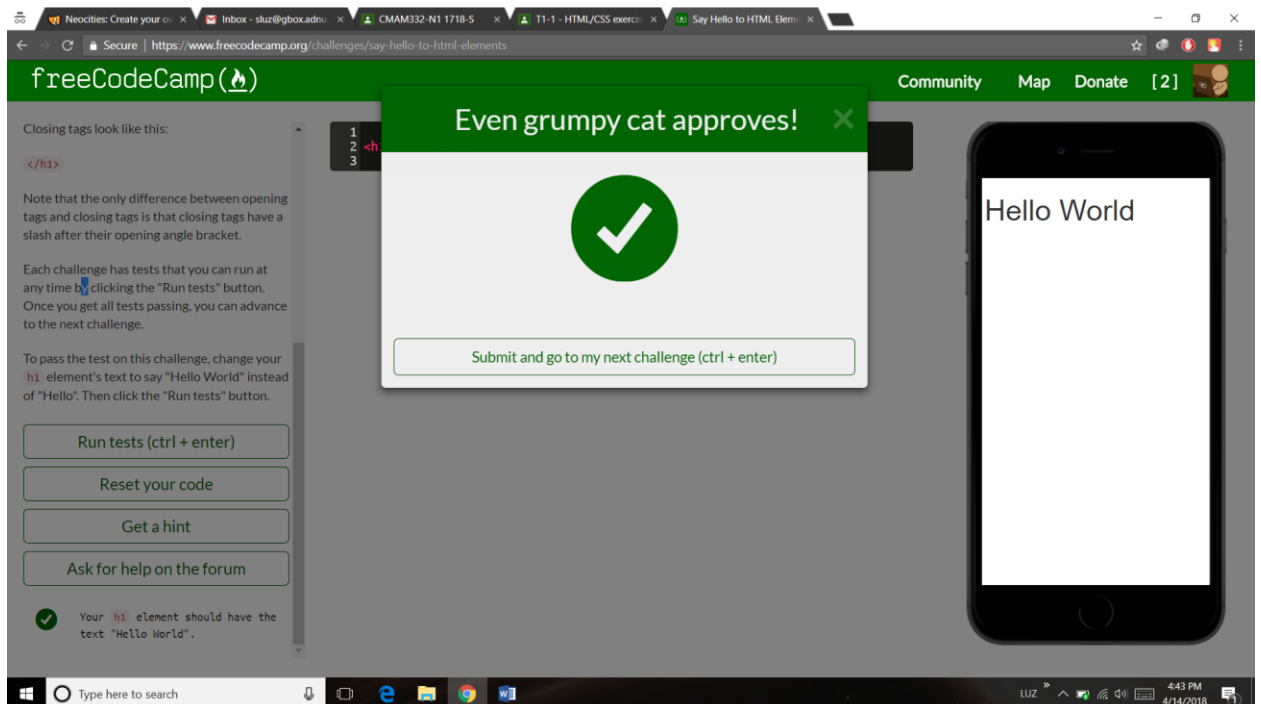 Neocities: Create your ov
Inbox - sluz@gbox.adnu.
CMAM332-N1 1718-S
T1-1 - HTML/CSS exercis
Say Hello to HTML Eleme
Secure | https://www.freecodecamp.org/challenges/say-hello-to-html-elements
freeCodeCamp
Community Map Donate [2]
Closing tags look like this:
</h1>
Note that the only difference between opening
tags and closing tags is that closing tags have a
slash after their opening angle bracket.
Each challenge has tests that you can run at
any time by clicking the "Run tests" button.
Once you get all tests passing, you can advance
to the next challenge.
To pass the test on this challenge, change your
h1 element's text to say "Hello World" instead
of "Hello". Then click the "Run tests" button.
Run tests (ctrl + enter)
Reset your code
Get a hint
Ask for help on the forum
Your h1 element should have the
text "Hello World".
1
2 <h
3
Even grumpy cat approves!
Submit and go to my next challenge (ctrl + enter)
Hello World
Type here to search
LUZ
4:43 PM
4/14/2018